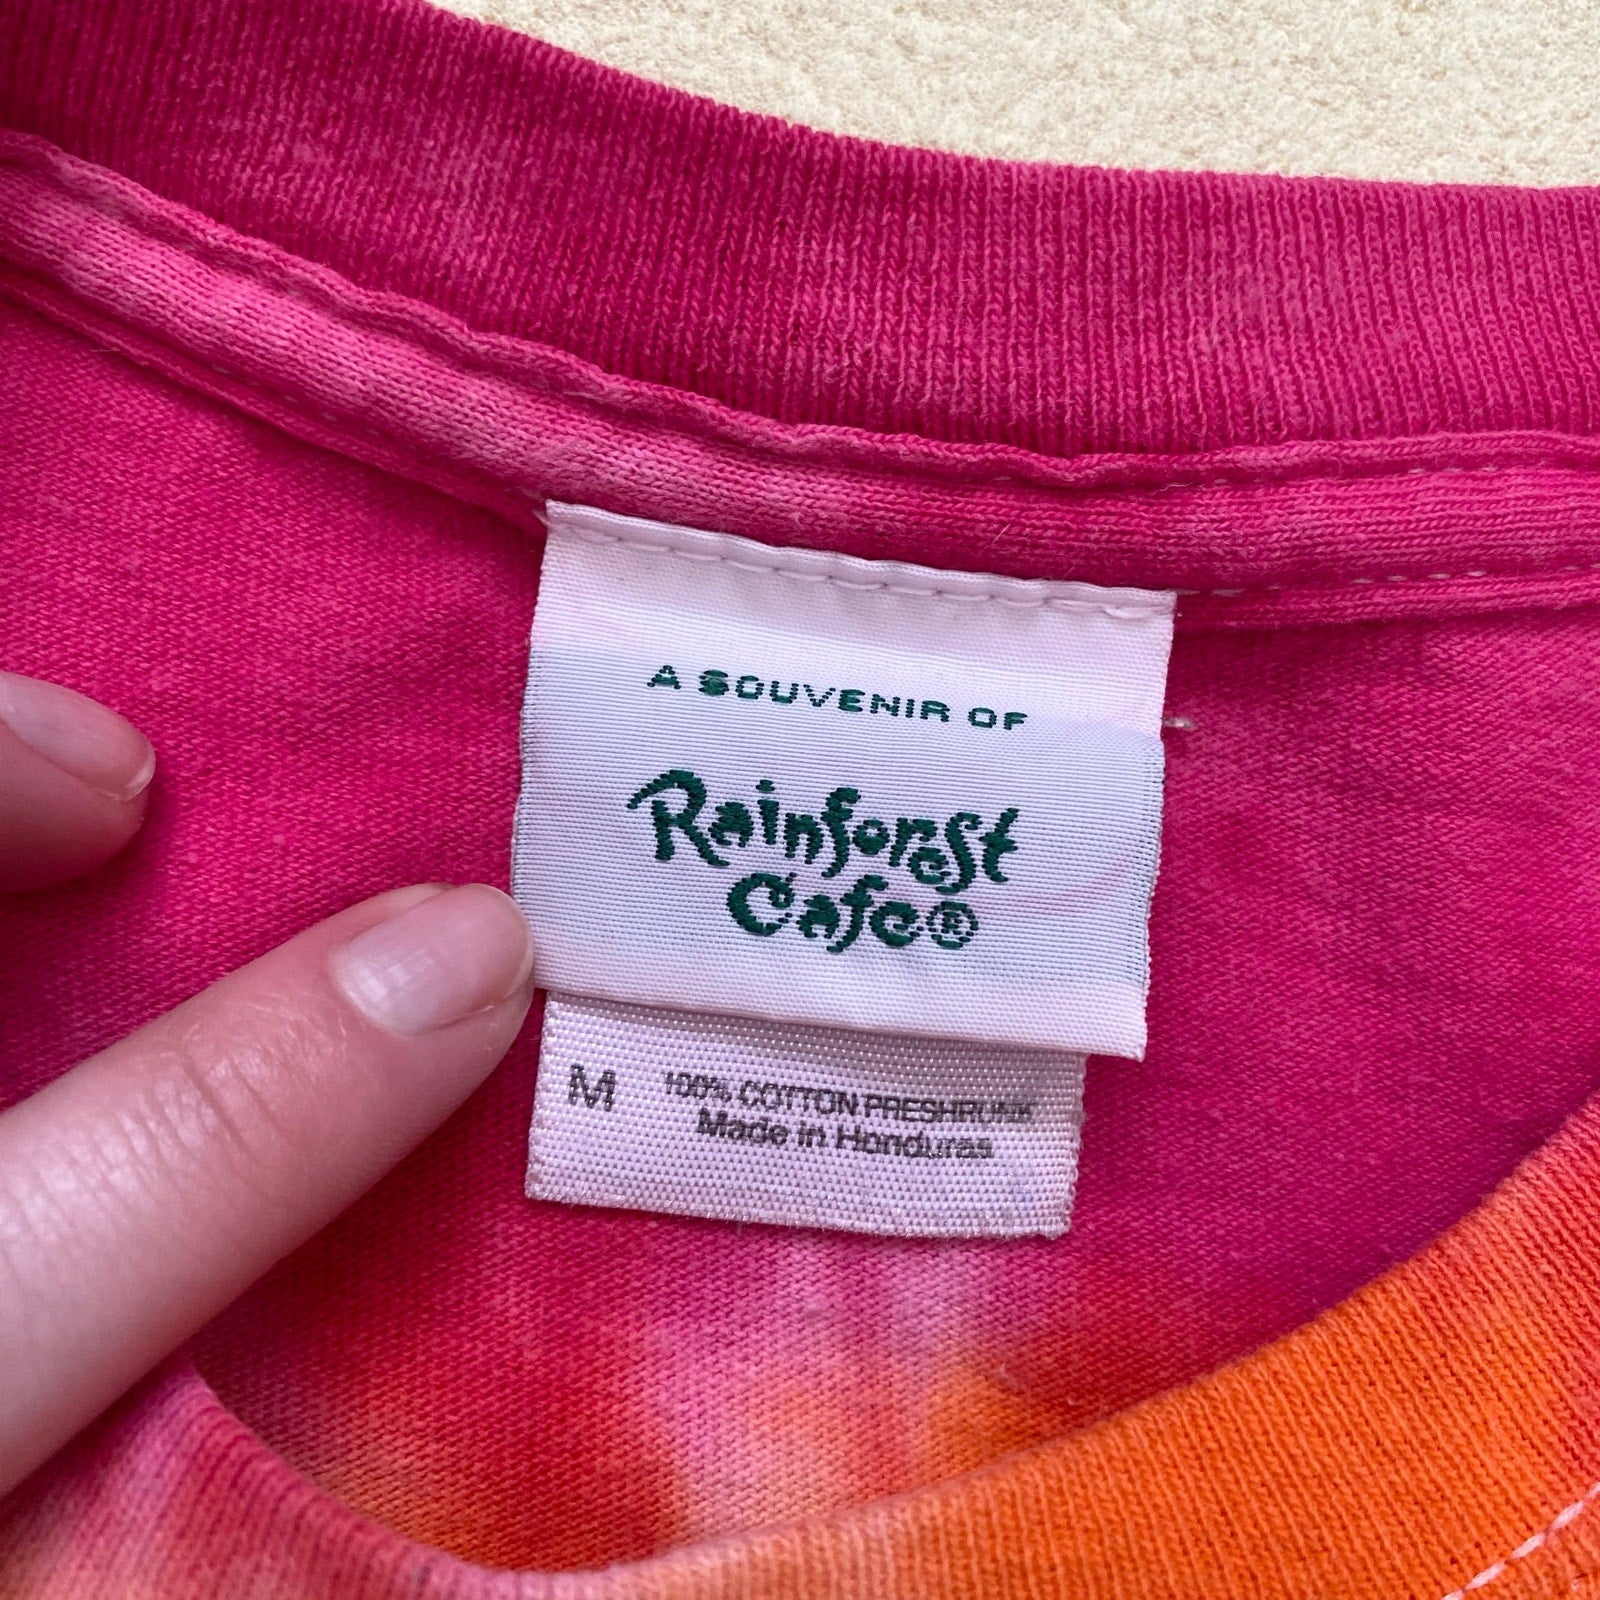 A SOUVENIR OF
Rainforest
Cafe®
M 100% COTTON PRESHRUNK
Made in Honduras